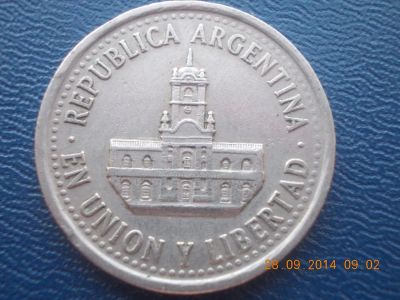 · REPUBLICA ARGENTINA ·
EN UNION Y LIBERTAD
28.09.2014 09:02